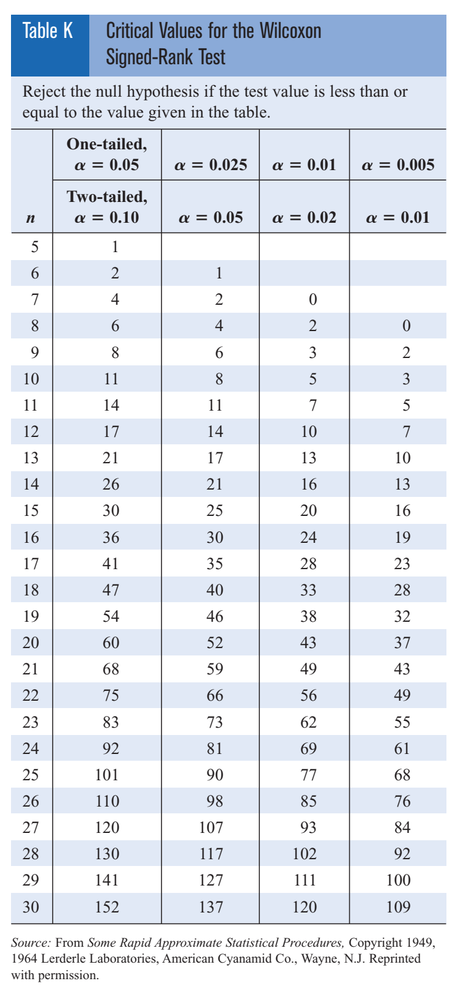 Table K Critical Values for the Wilcoxon
Signed-Rank Test
Reject the null hypothesis if the test value is less than or
equal to the value given in the table.
One-tailed,
α = 0.05 α = 0.025 α = 0.01 α = 0.005
Two-tailed,
n α = 0.10 α = 0.05 α = 0.02 α = 0.01
5 1
6 2 1
7 4 2 0
8 6 4 2 0
9 8 6 3 2
10 11 8 5 3
11 14 11 7 5
12 17 14 10 7
13 21 17 13 10
14 26 21 16 13
15 30 25 20 16
16 36 30 24 19
17 41 35 28 23
18 47 40 33 28
19 54 46 38 32
20 60 52 43 37
21 68 59 49 43
22 75 66 56 49
23 83 73 62 55
24 92 81 69 61
25 101 90 77 68
26 110 98 85 76
27 120 107 93 84
28 130 117 102 92
29 141 127 111 100
30 152 137 120 109
Source: From Some Rapid Approximate Statistical Procedures, Copyright 1949,
1964 Lerderle Laboratories, American Cyanamid Co., Wayne, N.J. Reprinted
with permission.